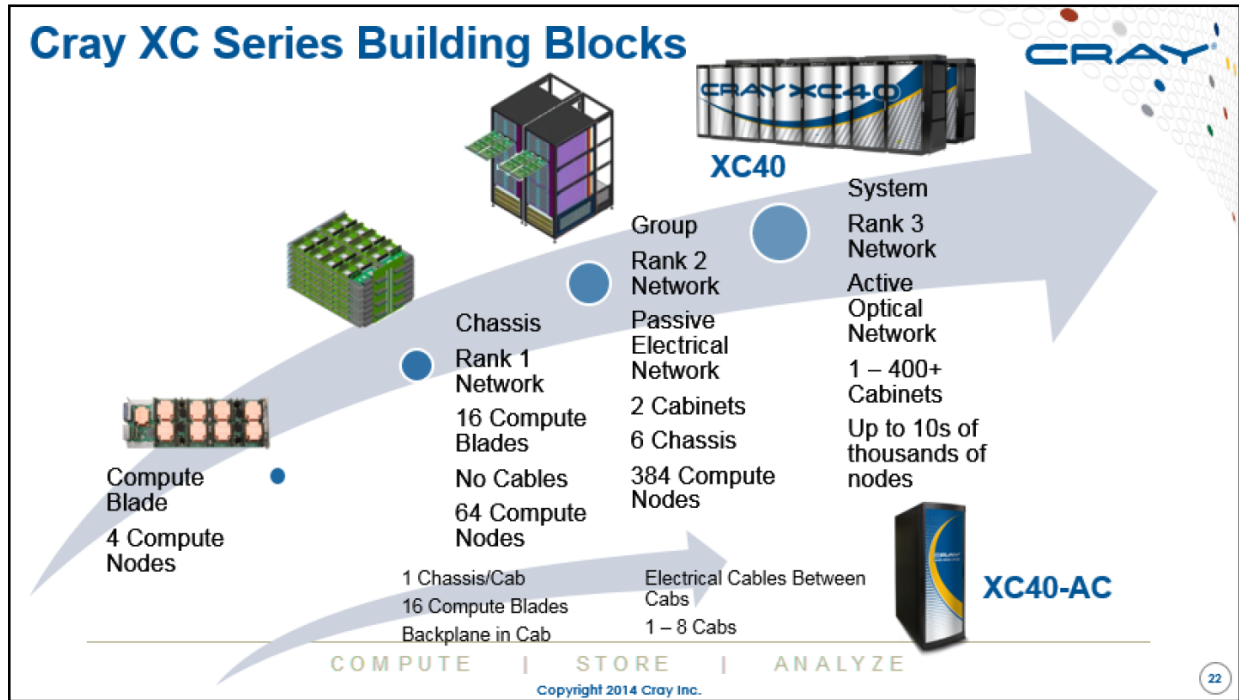 Cray XC Series Building Blocks
CRAY
CRAY XC40
XC40
Compute
Blade
4 Compute
Nodes
Chassis
Rank 1
Network
16 Compute
Blades
No Cables
64 Compute
Nodes
Group
Rank 2
Network
Passive
Electrical
Network
2 Cabinets
6 Chassis
384 Compute
Nodes
System
Rank 3
Network
Active
Optical
Network
1 – 400+
Cabinets
Up to 10s of
thousands of
nodes
1 Chassis/Cab
16 Compute Blades
Backplane in Cab
Electrical Cables Between
Cabs
1 – 8 Cabs
CRAY
XC40-AC
COMPUTE | STORE | ANALYZE
Copyright 2014 Cray Inc.
22